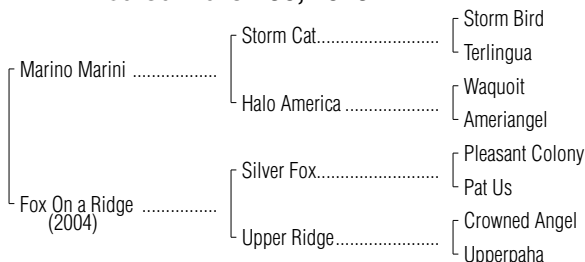 Storm Bird
Storm Cat
Terlingua
Marino Marini
Waquoit
Halo America
Ameriangel
Pleasant Colony
Silver Fox
Pat Us
Fox On a Ridge
(2004)
Crowned Angel
Upper Ridge
Upperpaha